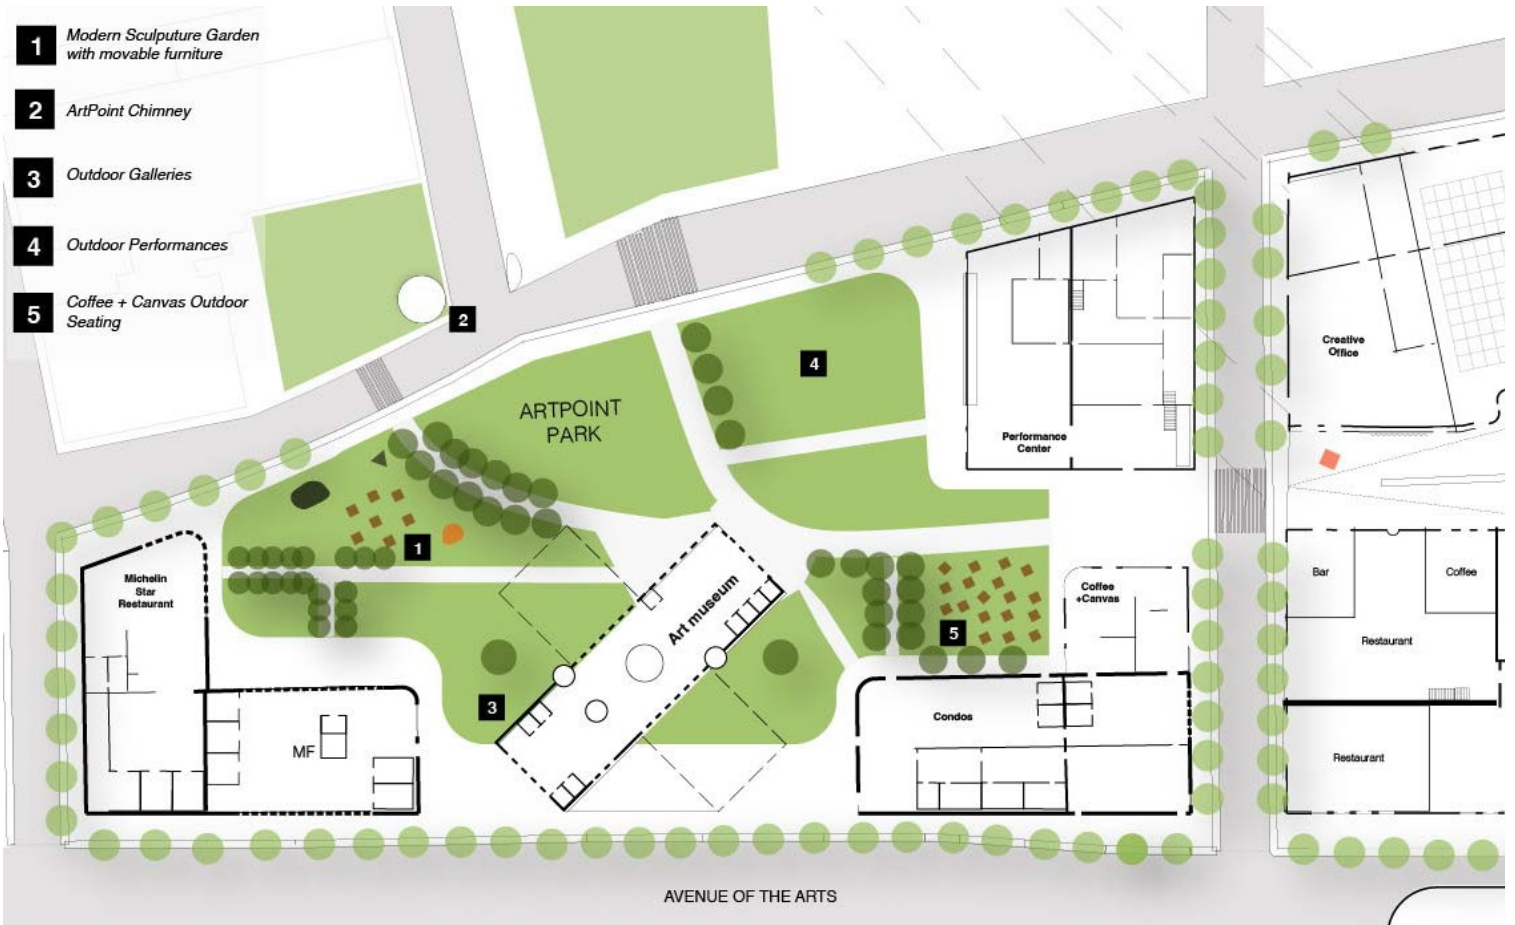 1
Modern Sculputure Garden
with movable furniture
2
ArtPoint Chimney
3
Outdoor Galleries
4
Outdoor Performances
5
Coffee + Canvas Outdoor
Seating
2
4
ARTPOINT
PARK
Creative
Office
Performance
Center
1
Michelin
Star
Restaurant
Art museum
Coffee
+Canvas
Bar
Coffee
5
Restaurant
3
Condos
MF
Restaurant
AVENUE OF THE ARTS